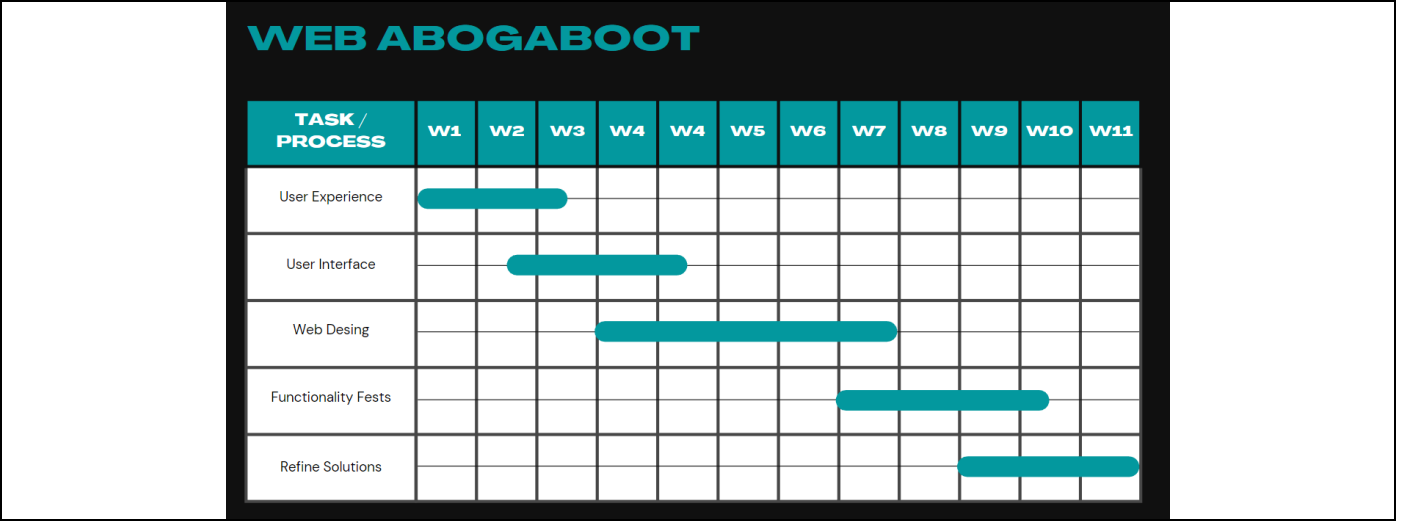 WEB ABOGABOOT
TASK /
PROCESS
W1 W2 W3 W4 W4 W5 W6 W7 W8 W9 W10 W11
User Experience
User Interface
Web Desing
Functionality Fests
Refine Solutions